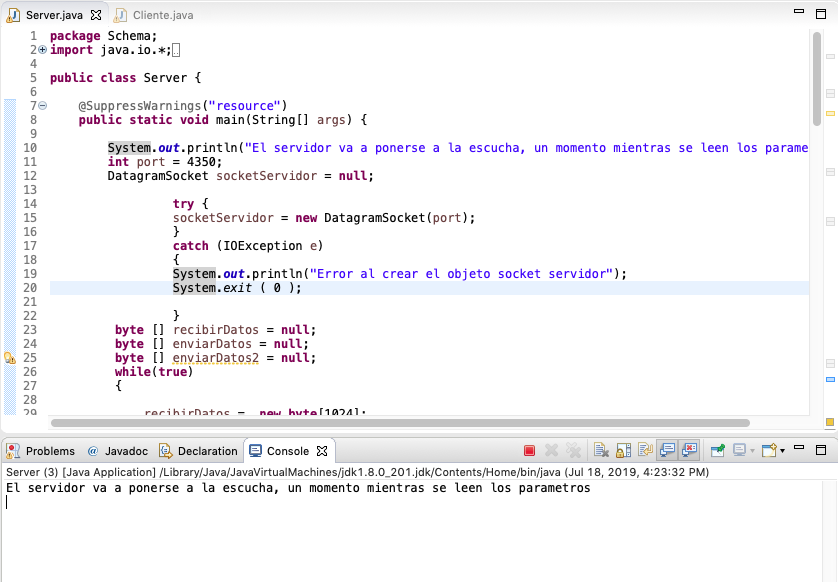 Server.java Cliente.java
1 package Schema;
2 import java.io.*;
4
5 public class Server {
6
7 @SuppressWarnings("resource")
8 public static void main(String[] args) {
9
10 System.out.println("El servidor va a ponerse a la escucha, un momento mientras se leen los parame
11 int port = 4350;
12 DatagramSocket socketServidor = null;
13
14 try {
15 socketServidor = new DatagramSocket(port);
16 }
17 catch (IOException e)
18 {
19 System.out.println("Error al crear el objeto socket servidor");
20 System.exit ( 0 );
21
22 }
23 byte [] recibirDatos = null;
24 byte [] enviarDatos = null;
25 byte [] enviarDatos2 = null;
26 while(true)
27 {
28
29 recibirDatos = new byte[1024];
Problems @ Javadoc Declaration Console
Server (3) [Java Application] /Library/Java/JavaVirtualMachines/jdk1.8.0_201.jdk/Contents/Home/bin/java (Jul 18, 2019, 4:23:32 PM)
El servidor va a ponerse a la escucha, un momento mientras se leen los parametros